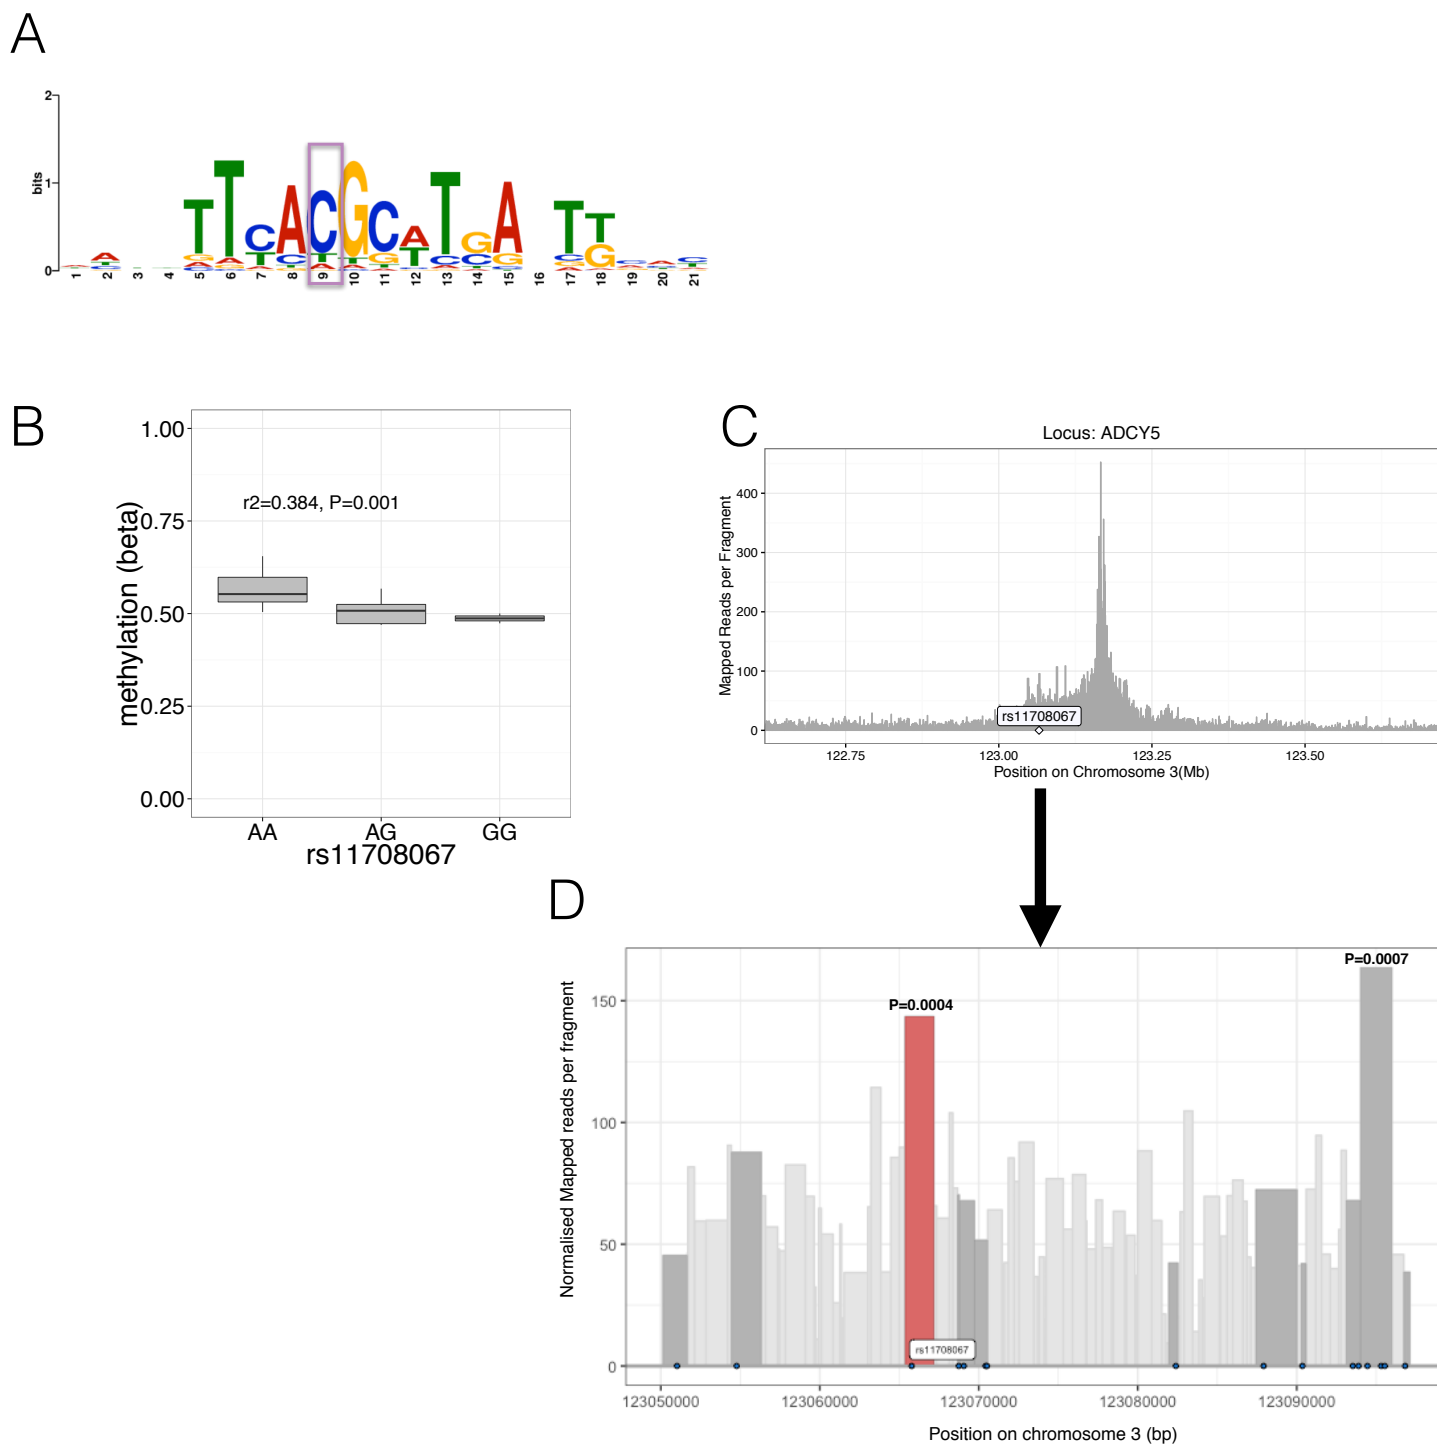 A
2
1
0
bits
T T C A C G C A T G A T T
1 2 3 4 5 6 7 8 9 10 11 12 13 14 15 16 17 18 19 20 21
B
1.00
0.75
0.50
0.25
0.00
methylation (beta)
r2=0.384, P=0.001
AA AG GG
rs11708067
C
Locus: ADCY5
Mapped Reads per Fragment
400
300
200
100
0
rs11708067
122.75 123.00 123.25 123.50
Position on Chromosome 3(Mb)
D
Normalised Mapped reads per fragment
150
100
50
0
P=0.0004
P=0.0007
rs11708067
123050000 123060000 123070000 123080000 123090000
Position on chromosome 3 (bp)